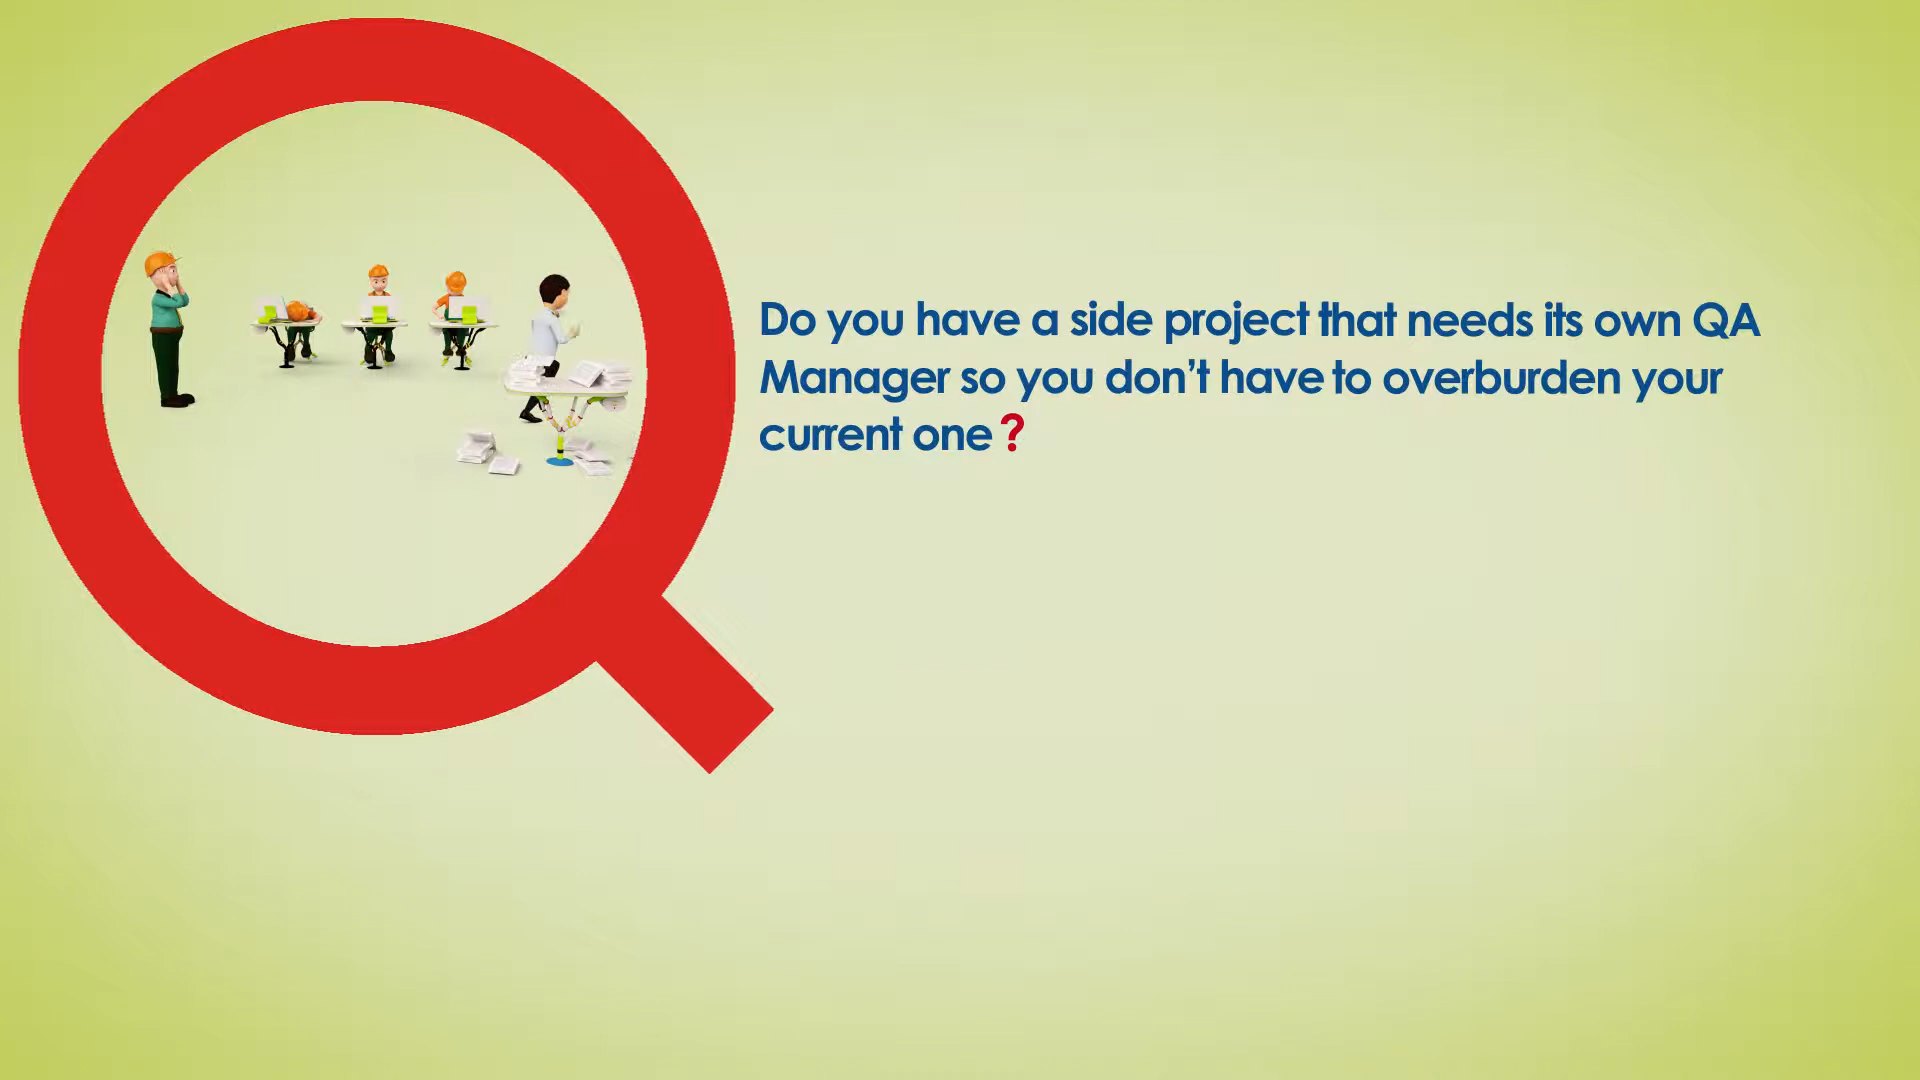 Do you have a side project that needs its own QA
Manager so you don’t have to overburden your
current one?